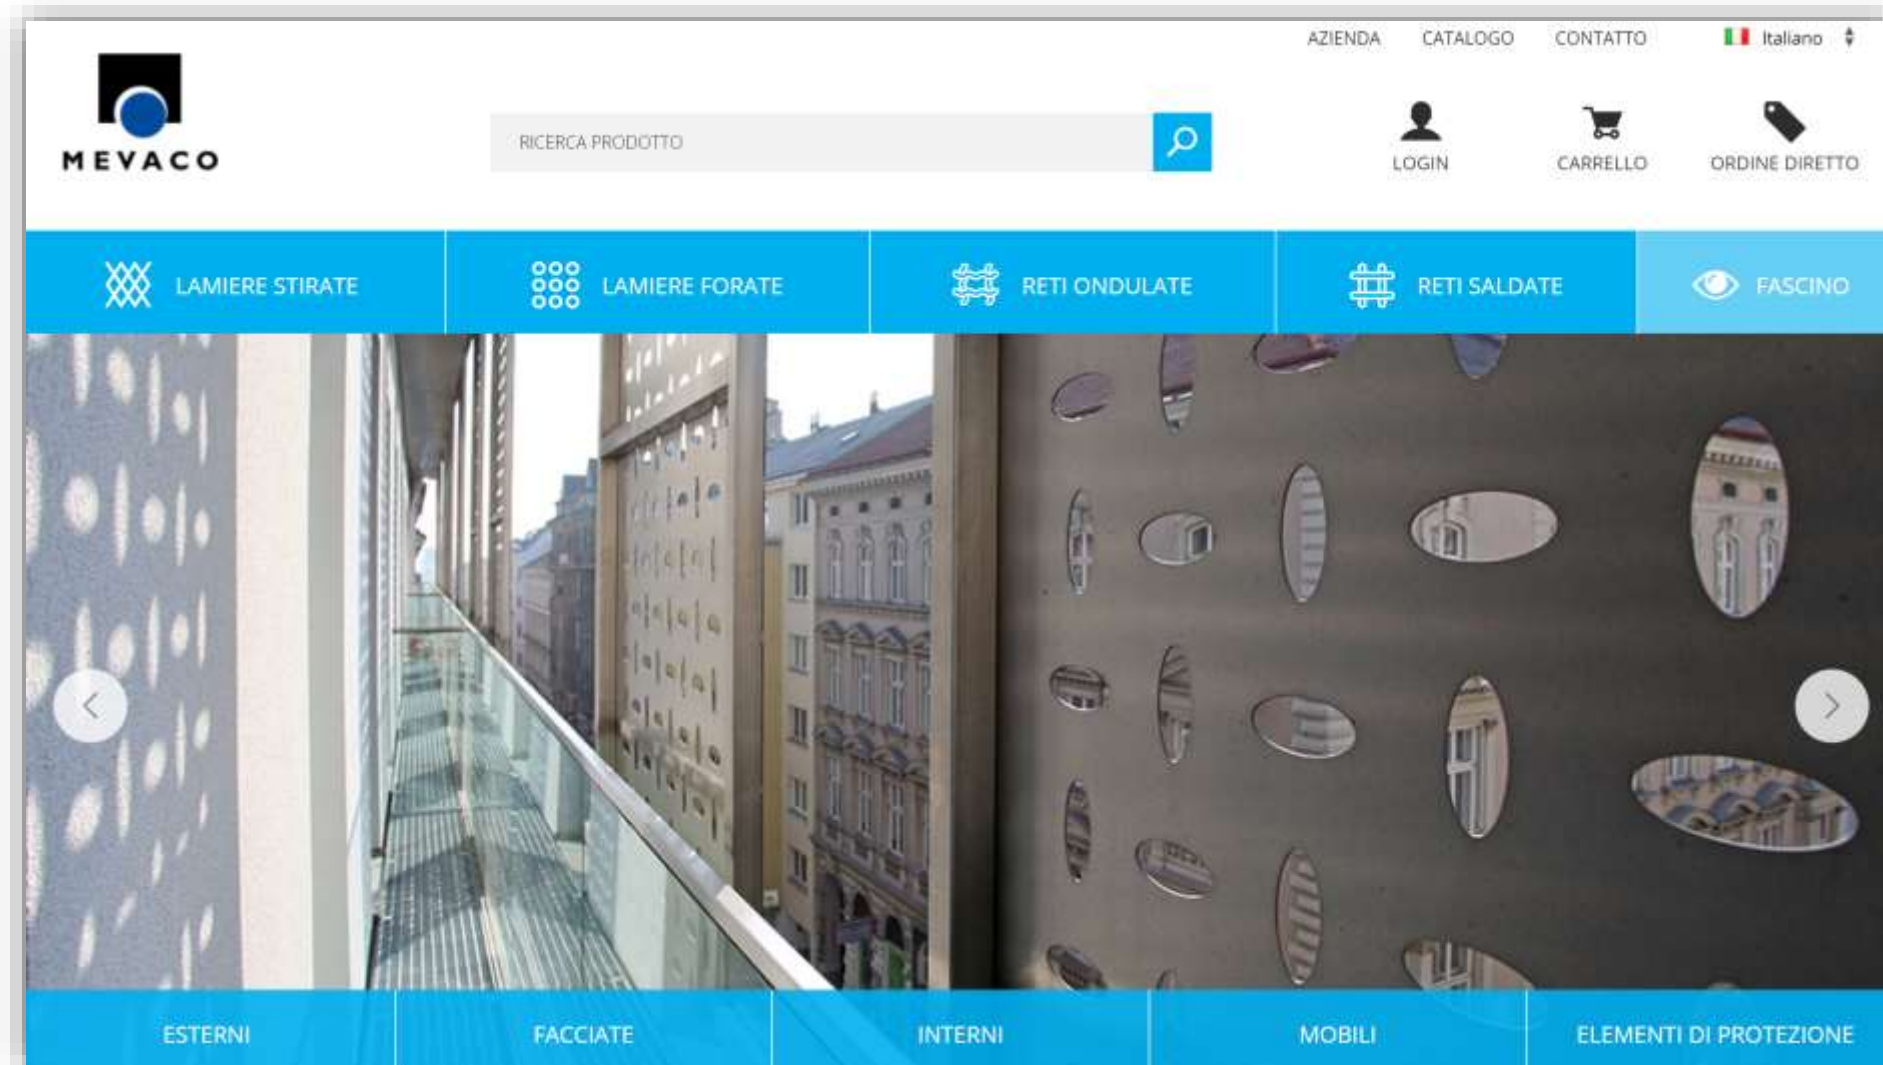 AZIENDA CATALOGO CONTATTO Italiano
MEVACO
RICERCA PRODOTTO
LOGIN CARRELLO ORDINE DIRETTO
LAMIERE STIRATE LAMIERE FORATE RETI ONDULATE RETI SALDATE FASCINO
ESTERNI FACCIATE INTERNI MOBILI ELEMENTI DI PROTEZIONE